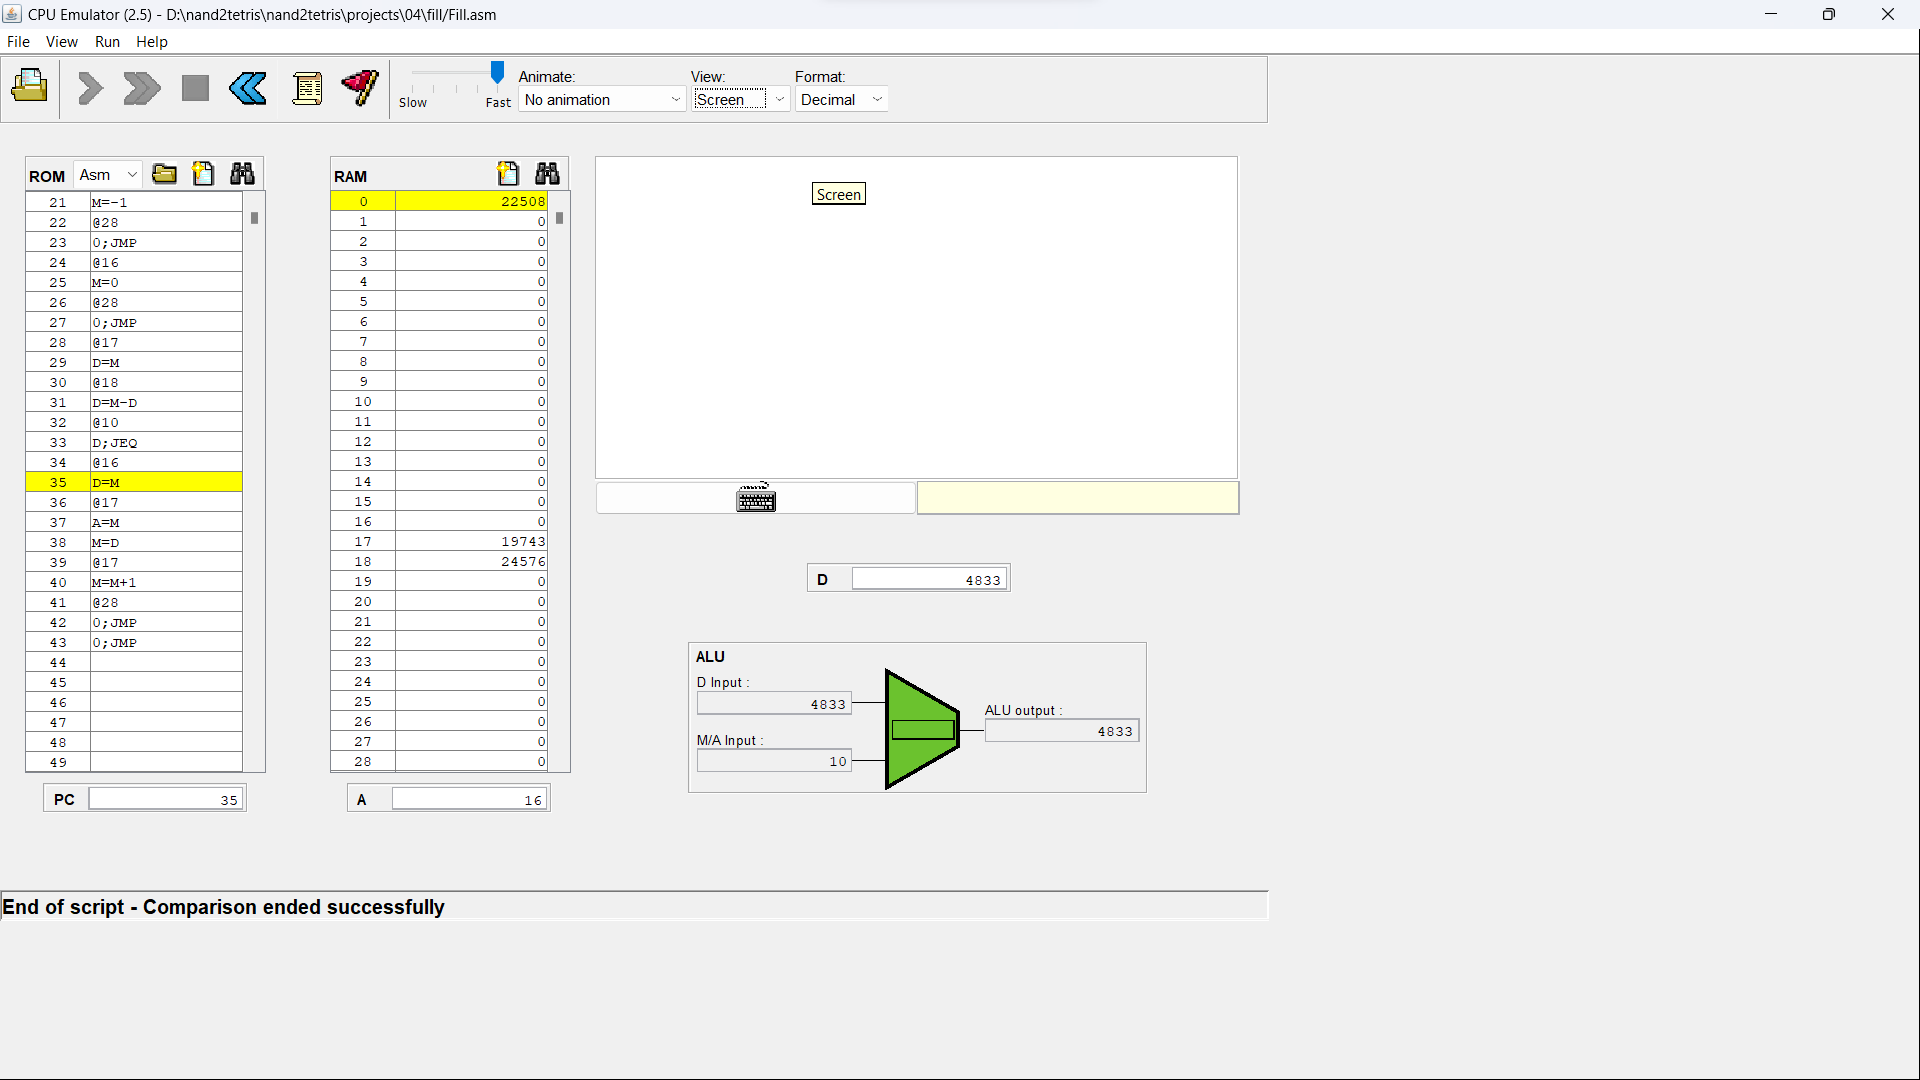 CPU Emulator (2.5) - D:\nand2tetris\nand2tetris\projects\04\fill/Fill.asm
File View Run Help
Slow Fast
Animate:
No animation
View:
Screen
Format:
Decimal
ROM Asm
21 M=-1
22 @28
23 0;JMP
24 @16
25 M=0
26 @28
27 0;JMP
28 @17
29 D=M
30 @18
31 D=M-D
32 @10
33 D;JEQ
34 @16
35 D=M
36 @17
37 A=M
38 M=D
39 @17
40 M=M+1
41 @28
42 0;JMP
43 0;JMP
44
45
46
47
48
49
PC 35
RAM
0 22508
1 0
2 0
3 0
4 0
5 0
6 0
7 0
8 0
9 0
10 0
11 0
12 0
13 0
14 0
15 0
16 0
17 19743
18 24576
19 0
20 0
21 0
22 0
23 0
24 0
25 0
26 0
27 0
28 0
A 16
Screen
D 4833
ALU
D Input :
4833
M/A Input :
10
ALU output :
4833
End of script - Comparison ended successfully